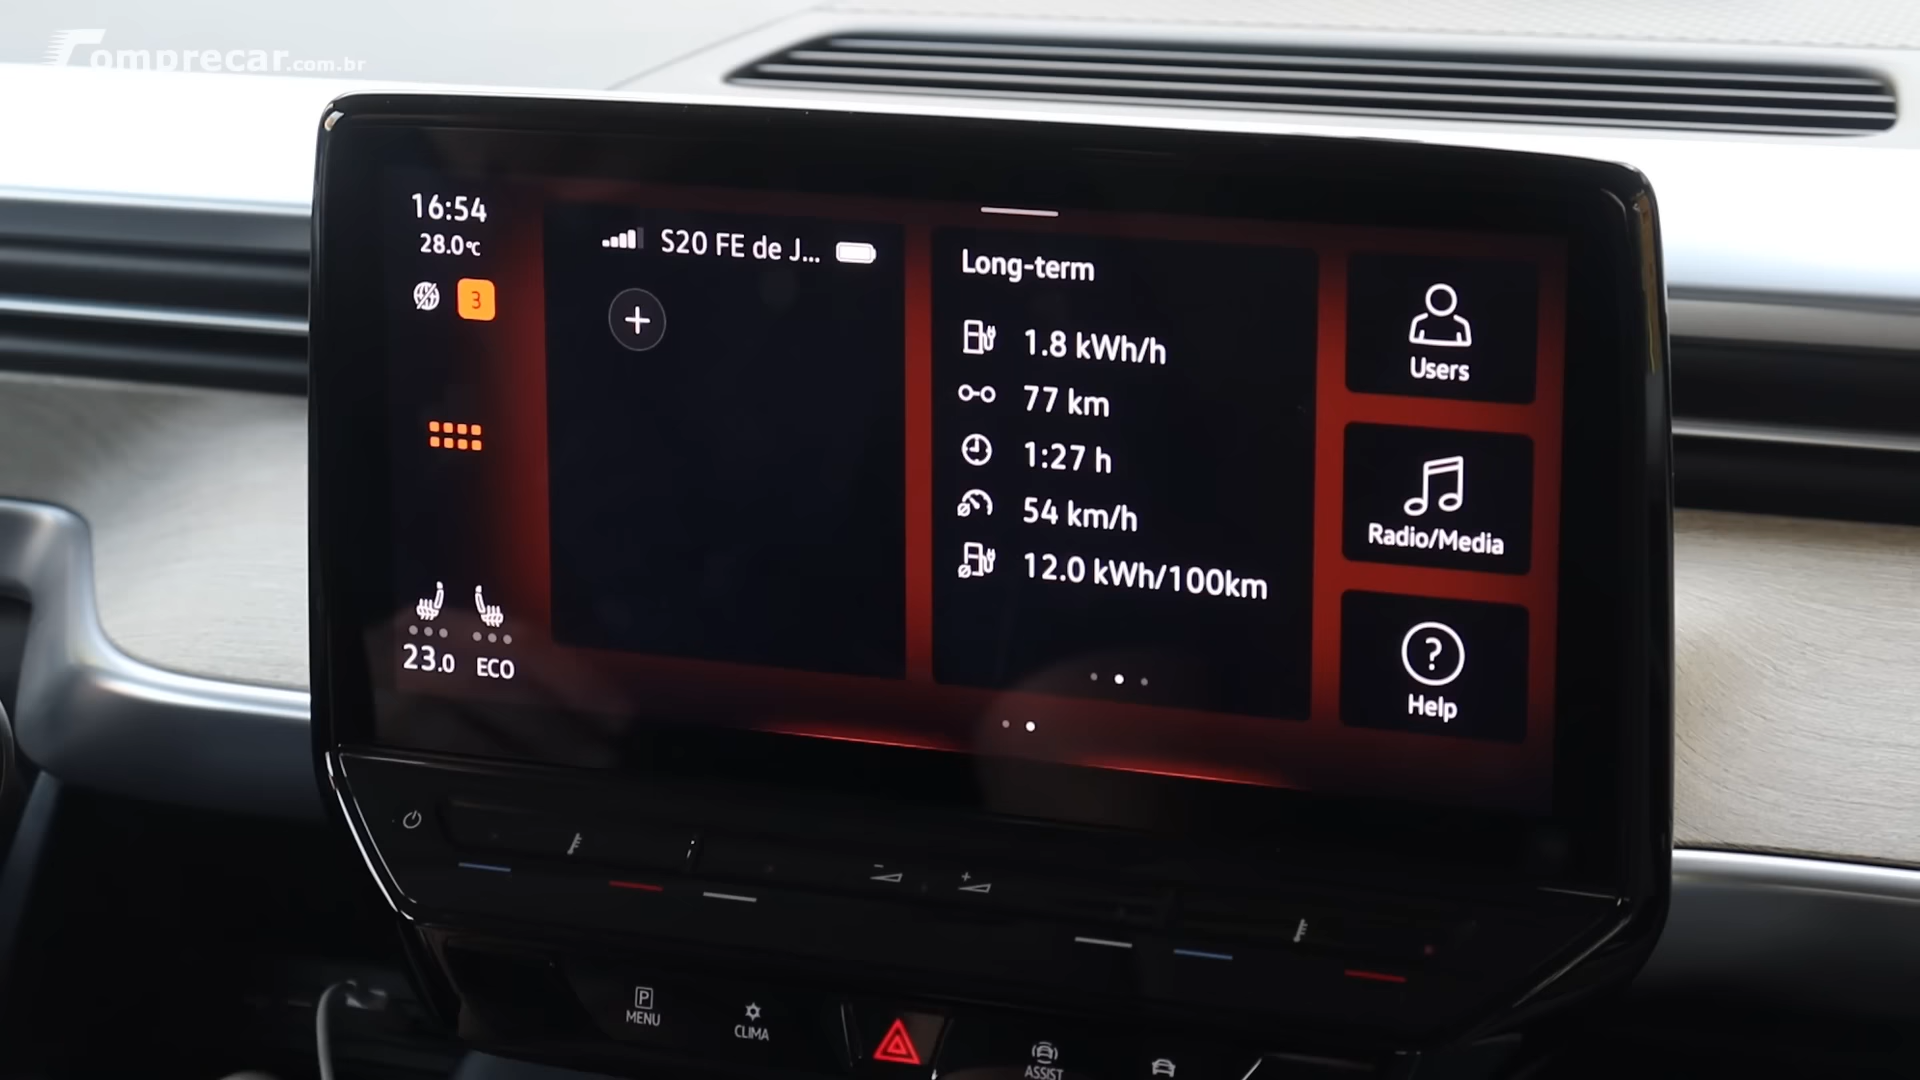 Comprecar.com.br
16:54
28.0°C
3
S20 FE de J...
Long-term
1.8 kWh/h
77 km
1:27 h
54 km/h
12.0 kWh/100km
Users
Radio/Media
? Help
23.0 ECO
P
MENU
CLIMA
ASSIST